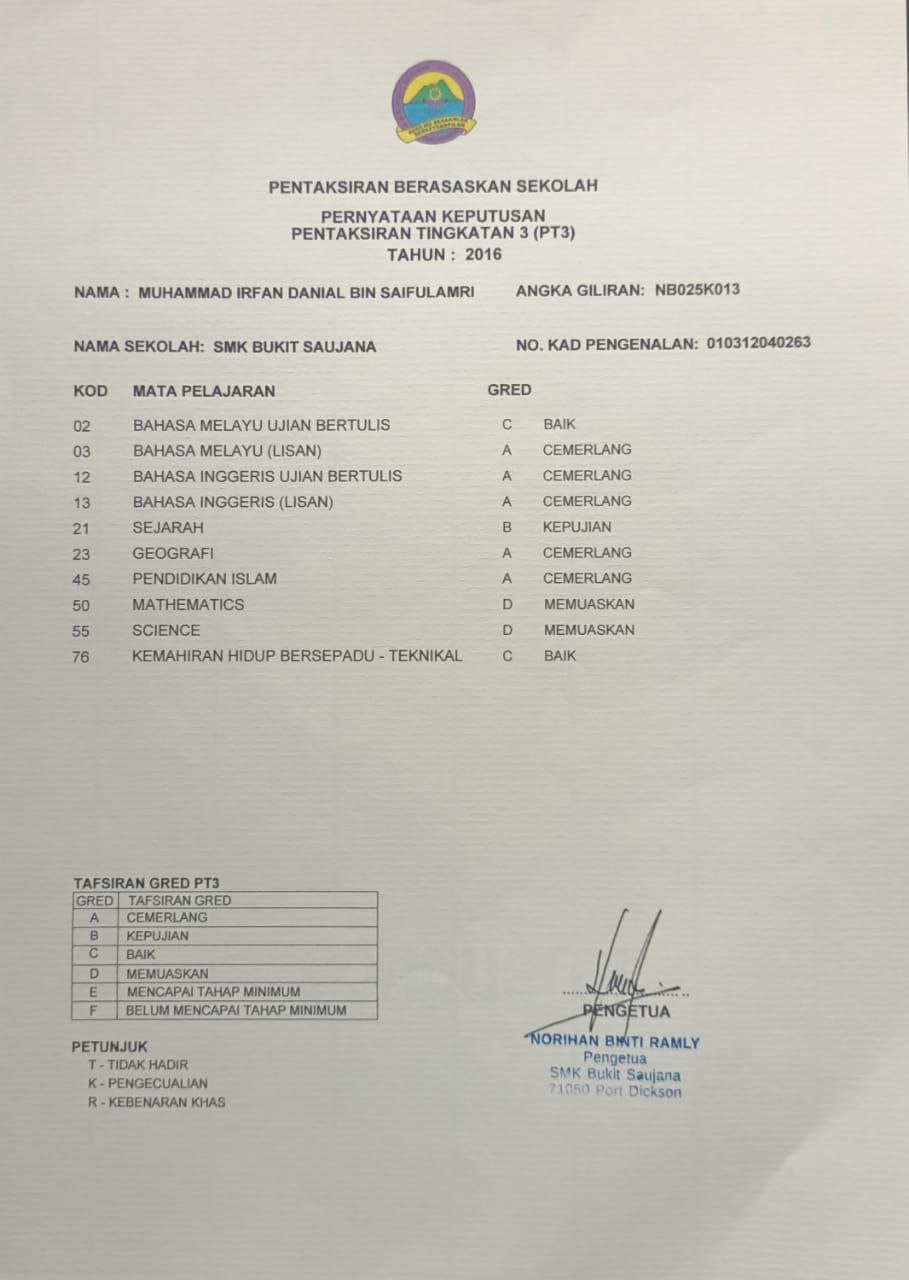 PENTAKSIRAN BERASASKAN SEKOLAH
PERNYATAAN KEPUTUSAN
PENTAKSIRAN TINGKATAN 3 (PT3)
TAHUN : 2016
NAMA : MUHAMMAD IRFAN DANIAL BIN SAIFULAMRI ANGKA GILIRAN: NB025K013
NAMA SEKOLAH: SMK BUKIT SAUJANA NO. KAD PENGENALAN: 010312040263
KOD MATA PELAJARAN GRED
02 BAHASA MELAYU UJIAN BERTULIS C BAIK
03 BAHASA MELAYU (LISAN) A CEMERLANG
12 BAHASA INGGERIS UJIAN BERTULIS A CEMERLANG
13 BAHASA INGGERIS (LISAN) A CEMERLANG
21 SEJARAH B KEPUJIAN
23 GEOGRAFI A CEMERLANG
45 PENDIDIKAN ISLAM A CEMERLANG
50 MATHEMATICS D MEMUASKAN
55 SCIENCE D MEMUASKAN
76 KEMAHIRAN HIDUP BERSEPADU - TEKNIKAL C BAIK
TAFSIRAN GRED PT3
GRED TAFSIRAN GRED
A CEMERLANG
B KEPUJIAN
C BAIK
D MEMUASKAN
E MENCAPAI TAHAP MINIMUM
F BELUM MENCAPAI TAHAP MINIMUM
PETUNJUK
T - TIDAK HADIR
K - PENGECUALIAN
R - KEBENARAN KHAS
PENGETUA
NORIHAN BINTI RAMLY
Pengetua
SMK Bukit Saujana
71050 Port Dickson